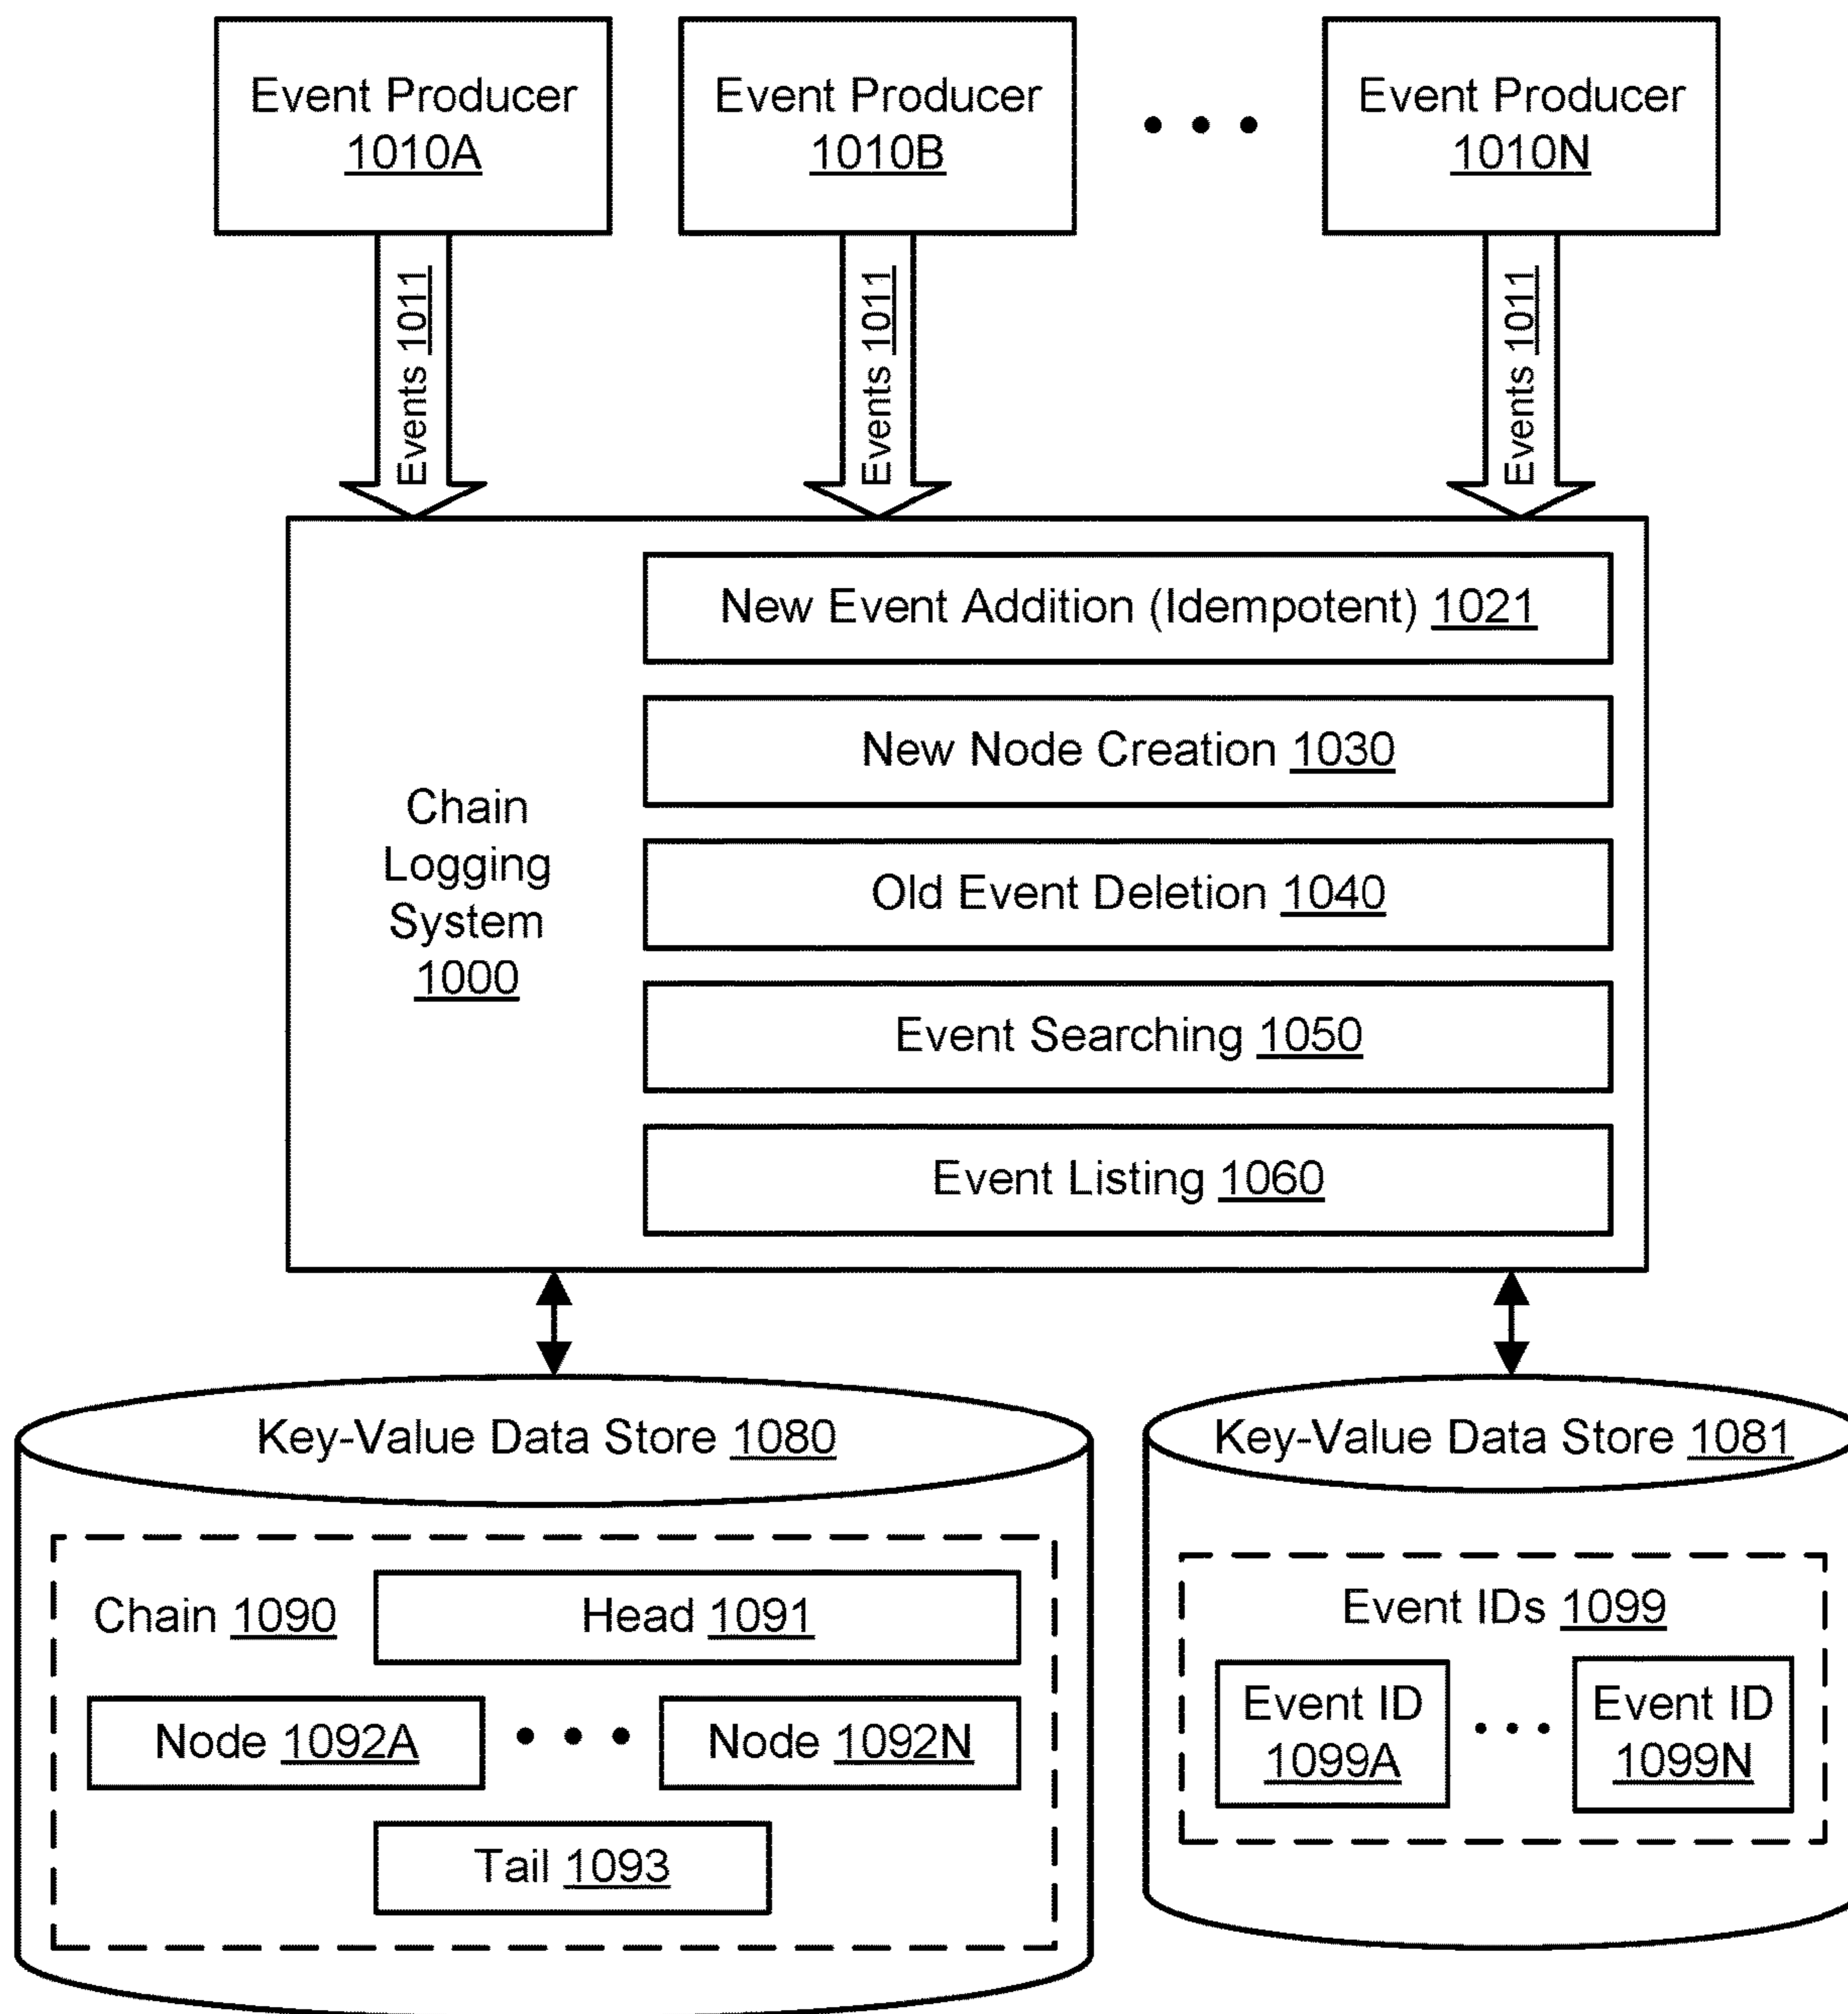 Event Producer
1010A
Event Producer
1010B
• • •
Event Producer
1010N
Events 1011
Events 1011
Events 1011
Chain
Logging
System
1000
New Event Addition (Idempotent) 1021
New Node Creation 1030
Old Event Deletion 1040
Event Searching 1050
Event Listing 1060
Key-Value Data Store 1080
Chain 1090
Head 1091
Node 1092A
• • •
Node 1092N
Tail 1093
Key-Value Data Store 1081
Event IDs 1099
Event ID
1099A
• • •
Event ID
1099N